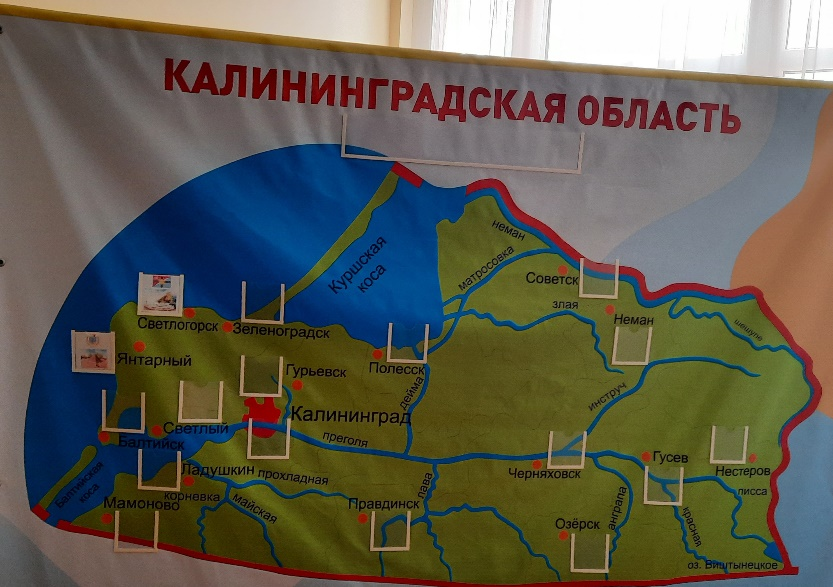 КАЛИНИНГРАДСКАЯ ОБЛАСТЬ
Куршская
коса
неман
матросовка
Советск
злая
Неман
шешупе
Светлогорск
Зеленоградск
Янтарный
Полесск
Гурьевск
дейма
инструч
Калининград
Светлый
Балтийск
преголя
Черняховск
Гусев
Нестеров
писса
Балтийская
коса
Ладушкин
прохладная
корневка
майская
Мамоново
Правдинск
лава
Озёрск
анграпа
красная
оз. Виштынецкое